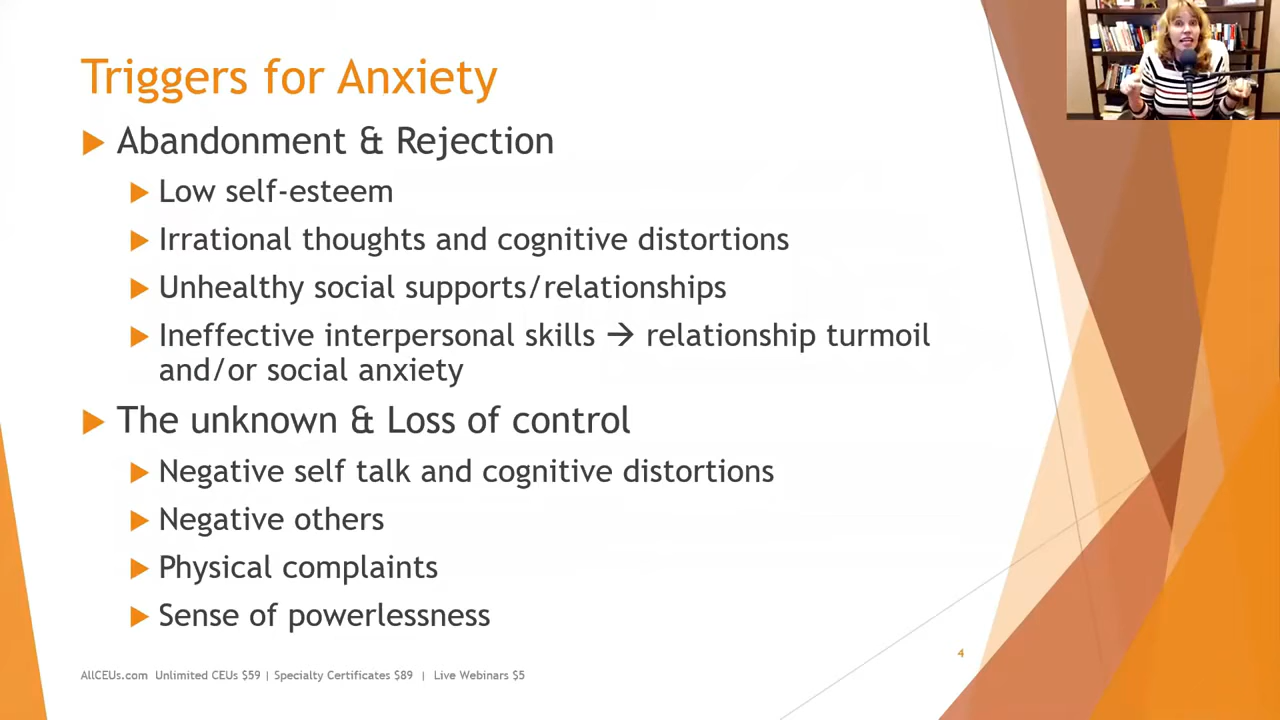 Triggers for Anxiety
Abandonment & Rejection
Low self-esteem
Irrational thoughts and cognitive distortions
Unhealthy social supports/relationships
Ineffective interpersonal skills → relationship turmoil
and/or social anxiety
The unknown & Loss of control
Negative self talk and cognitive distortions
Negative others
Physical complaints
Sense of powerlessness
4
AllCEUs.com Unlimited CEUs $59 | Specialty Certificates $89 | Live Webinars $5